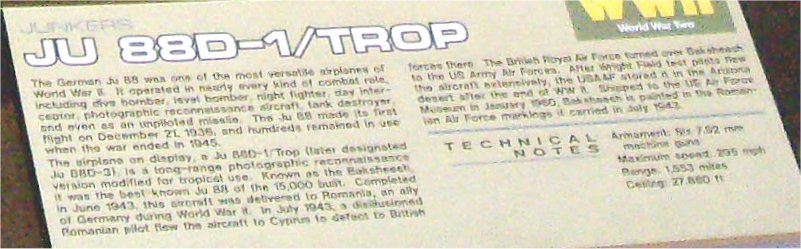 JUNKERS
JU 88D-1/TROP
The German Ju 88 was one of the most versatile airplanes of
World War II. It operated in nearly every kind of combat role,
including dive bomber, level bomber, night fighter, day inter-
ceptor, photographic reconnaissance aircraft, tank destroyer,
and even as an unpiloted missile. The Ju 88 made its first
flight on December 21, 1936, and hundreds remained in use
when the war ended in 1945.
The airplane on display, a Ju 88D-1/Trop (later designated
Ju 88D-3), is a long-range photographic reconnaissance
version modified for tropical use. Known as the Baksheesh,
it was the best-known Ju 88 of the 15,000 built. Completed
in June 1943, this aircraft was delivered to Romania, an ally
of Germany during World War II. In July 1943, a disillusioned
Romanian pilot flew the aircraft to Cyprus to defect to British
forces there. The British Royal Air Force turned over Baksheesh
to the US Army Air Forces. After Wright Field test pilots flew
the aircraft extensively, the USAAF stored it in the Arizona
desert after the end of WW II. Shipped to the US Air Force
Museum in January 1960, Baksheesh is painted in the Roman-
ian Air Force markings it carried in July 1943.
TECHNICAL
NOTES
Armament: Six 7.92 mm
machine guns
Maximum speed: 295 mph
Range: 1,553 miles
Ceiling: 27,880 ft
WWII
World War Two